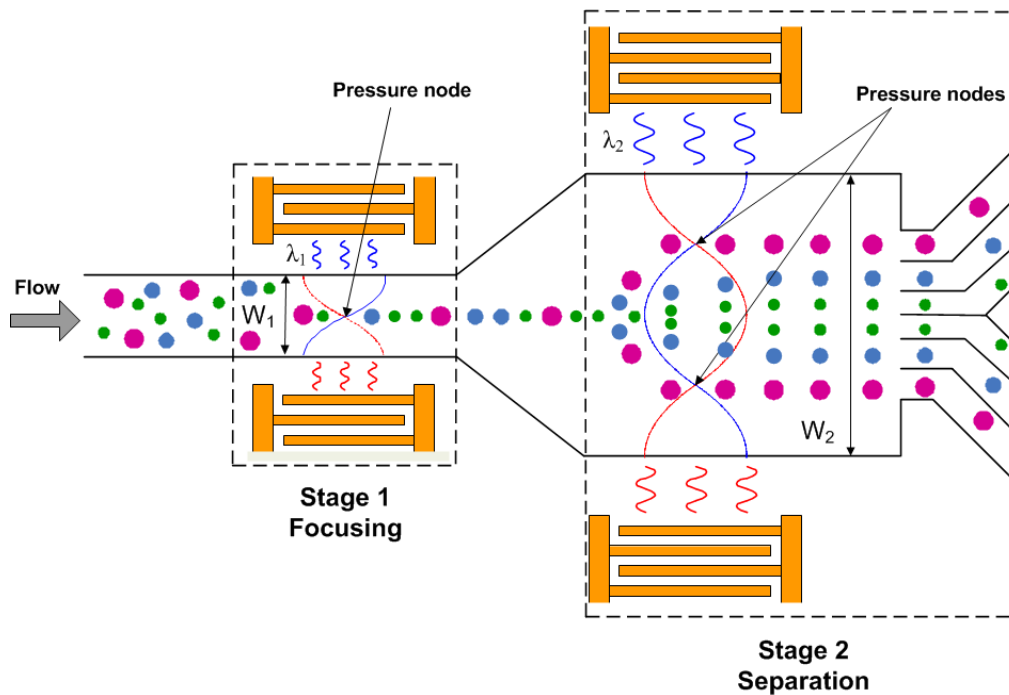 Pressure node
Pressure nodes
λ2
λ1
Flow
W1
W2
Stage 1
Focusing
Stage 2
Separation